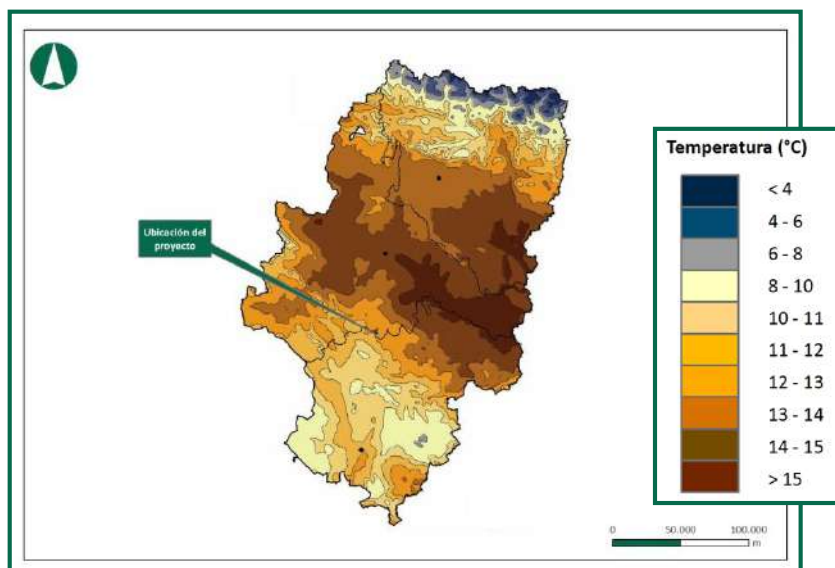 Ubicación del
proyecto
Temperatura (°C)
< 4
4 - 6
6 - 8
8 - 10
10 - 11
11 - 12
12 - 13
13 - 14
14 - 15
> 15
0 50.000 100.000
m